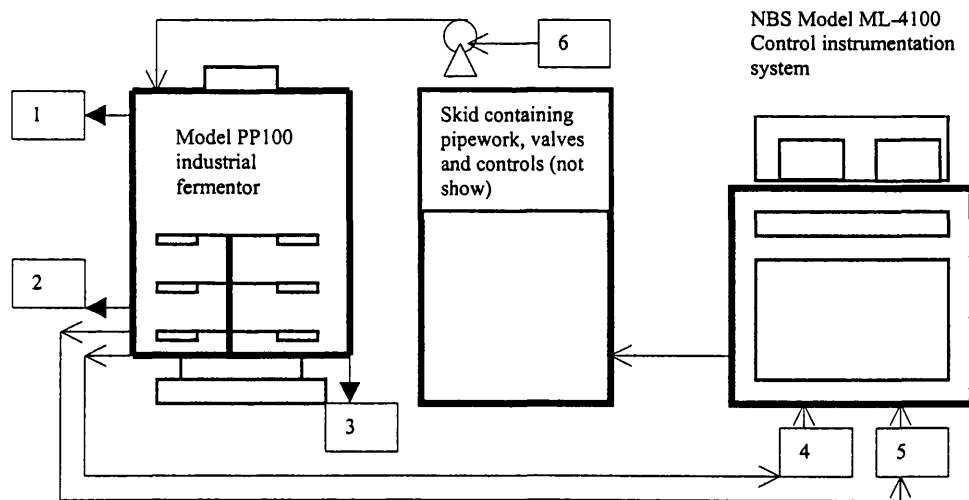 NBS Model ML-4100
Control instrumentation
system
6
1
Model PP100
industrial
fermentor
Skid containing
pipework, valves
and controls (not
show)
2
3
4
5